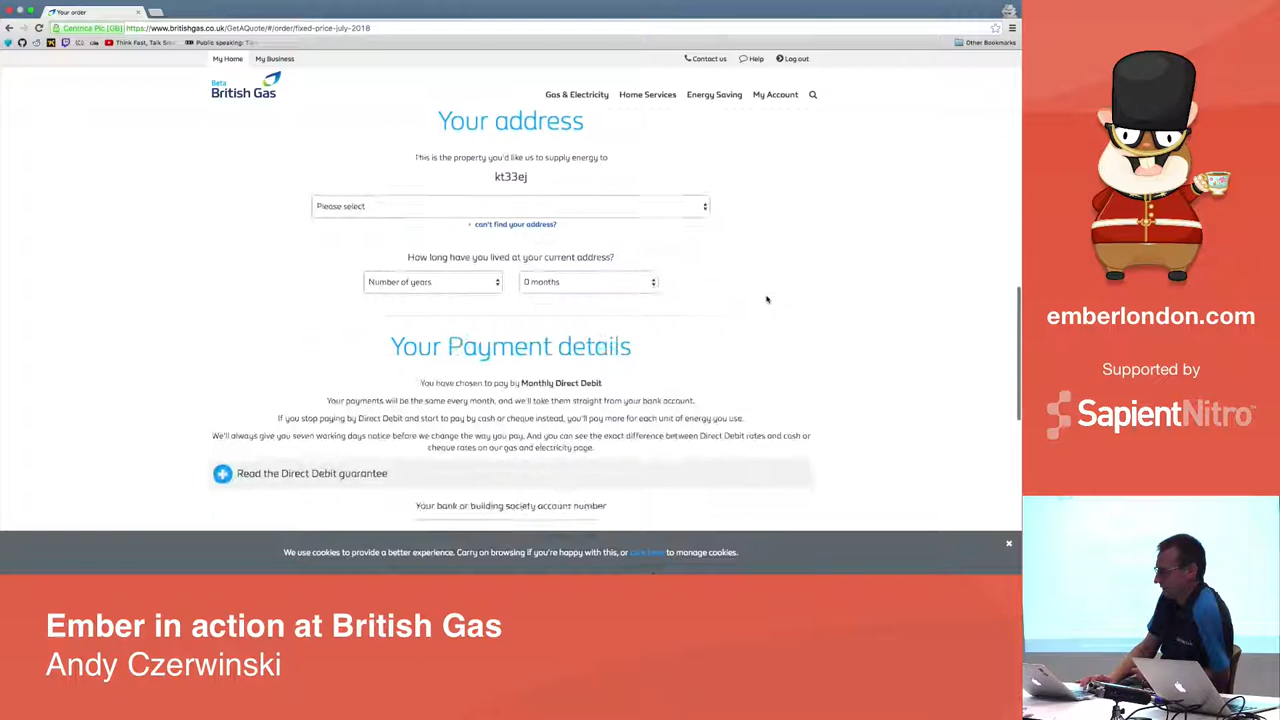 Your order
Centrica Plc [GB] https://www.britishgas.co.uk/GetAQuote/#/order/fixed-price-july-2018
Think Fast, Talk Sm
Public speaking: Ti
Other Bookmarks
My Home My Business
Contact us Help Log out
Beta
British Gas
Gas & Electricity Home Services Energy Saving My Account
Your address
This is the property you'd like us to supply energy to
kt33ej
Please select
can't find your address?
How long have you lived at your current address?
Number of years 0 months
Your Payment details
You have chosen to pay by Monthly Direct Debit
Your payments will be the same every month, and we'll take them straight from your bank account.
If you stop paying by Direct Debit and start to pay by cash or cheque instead, you'll pay more for each unit of energy you use.
We'll always give you seven working days notice before we change the way you pay. And you can see the exact difference between Direct Debit rates and cash or
cheque rates on our gas and electricity page.
Read the Direct Debit guarantee
Your bank or building society account number
We use cookies to provide a better experience. Carry on browsing if you're happy with this, or click here to manage cookies.
emberlondon.com
Supported by
SapientNitro
Ember in action at British Gas
Andy Czerwinski